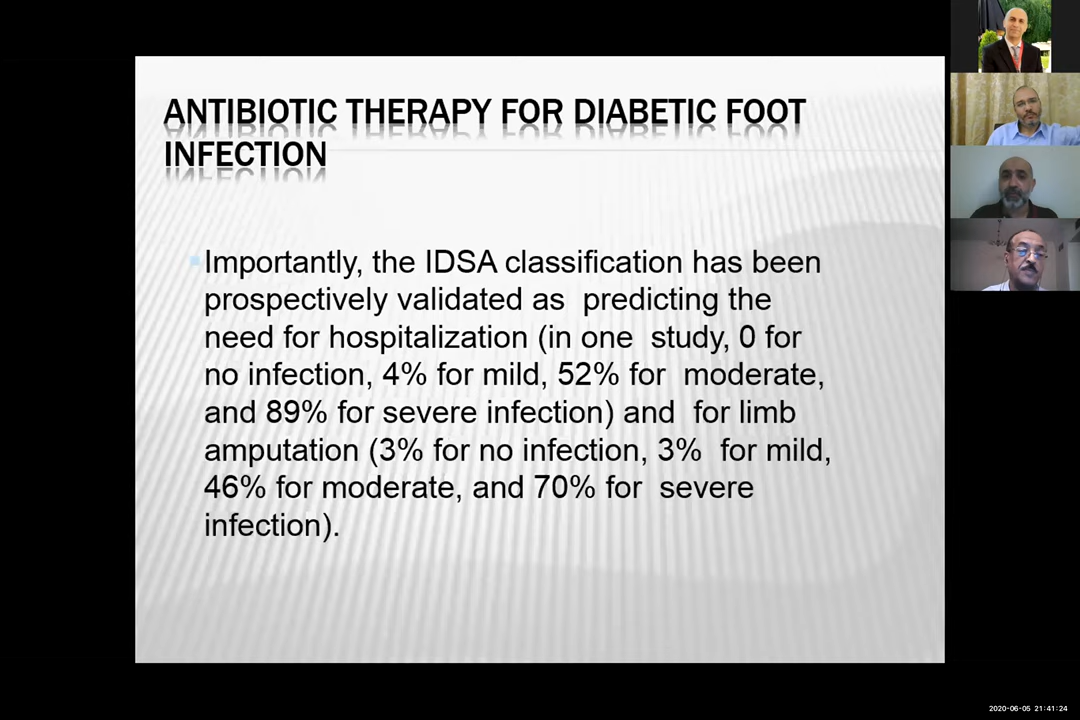 ANTIBIOTIC THERAPY FOR DIABETIC FOOT
INFECTION
Importantly, the IDSA classification has been
prospectively validated as predicting the
need for hospitalization (in one study, 0 for
no infection, 4% for mild, 52% for moderate,
and 89% for severe infection) and for limb
amputation (3% for no infection, 3% for mild,
46% for moderate, and 70% for severe
infection).
2020-06-05 21:41:24